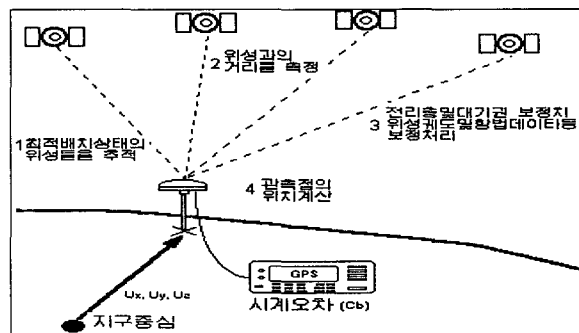 2 위성과의
거리를 측정
3 전리층및대기권 보정치
위성궤도및항법데이타등
보정처리
1 최적배치상태의
위성들을 추적
4 관측점의
위치계산
GPS
시계오차 (Cb)
Ux, Uy, Uz
지구중심